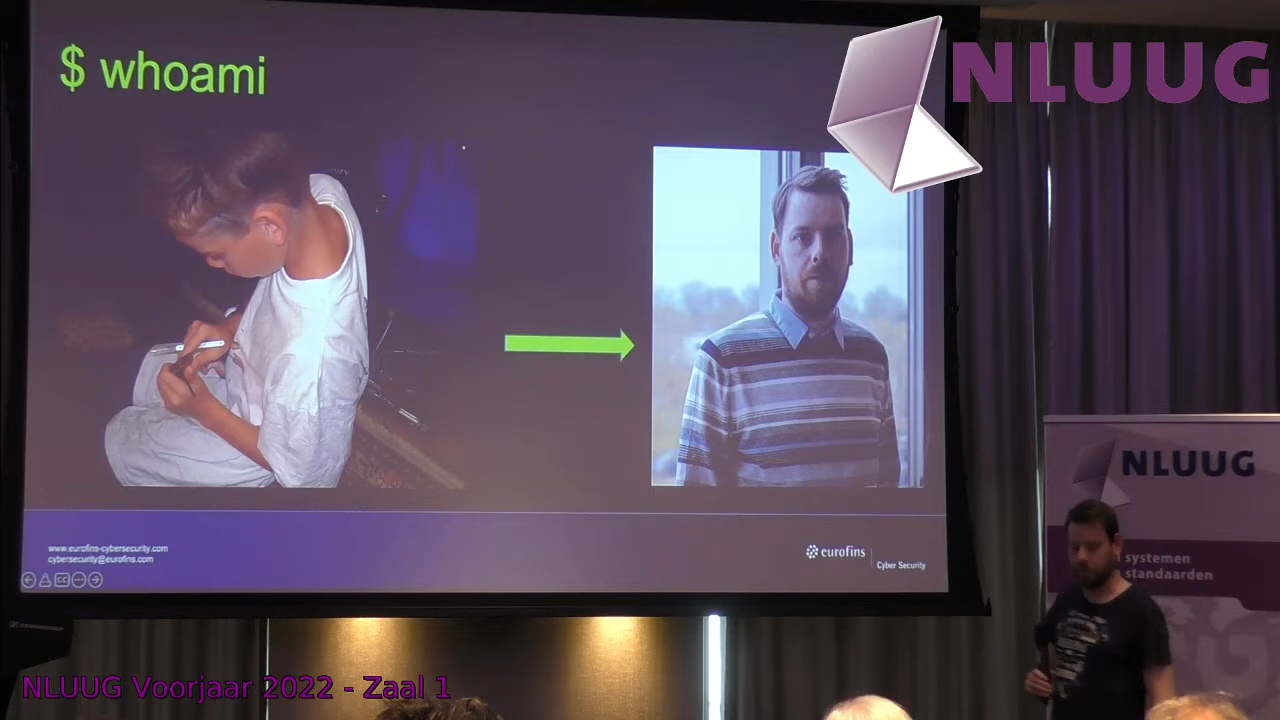 $ whoami
NLUUG
www.eurofins-cybersecurity.com
cybersecurity@eurofins.com
eurofins
Cyber Security
NLUUG
systemen
standaarden
NLUUG Voorjaar 2022 - Zaal 1